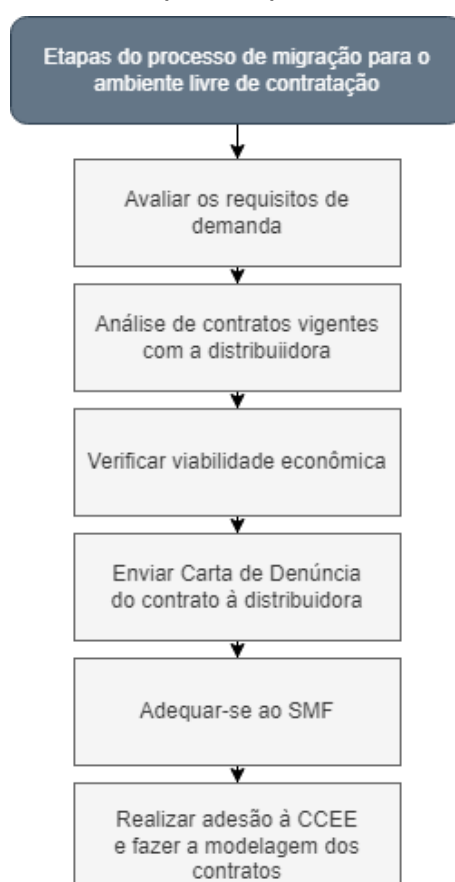 Etapas do processo de migração para o
ambiente livre de contratação
Avaliar os requisitos de
demanda
Análise de contratos vigentes
com a distribuiidora
Verificar viabilidade econômica
Enviar Carta de Denúncia
do contrato à distribuidora
Adequar-se ao SMF
Realizar adesão à CCEE
e fazer a modelagem dos
contratos